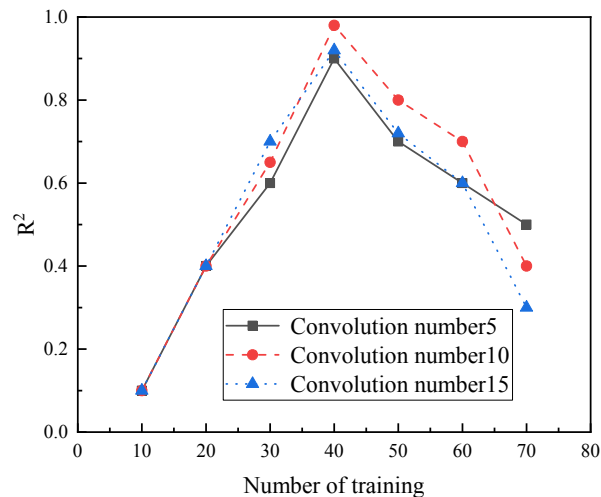 1.0
0.8
0.6
0.4
0.2
0.0
R²
Convolution number5
Convolution number10
Convolution number15
0 10 20 30 40 50 60 70 80
Number of training